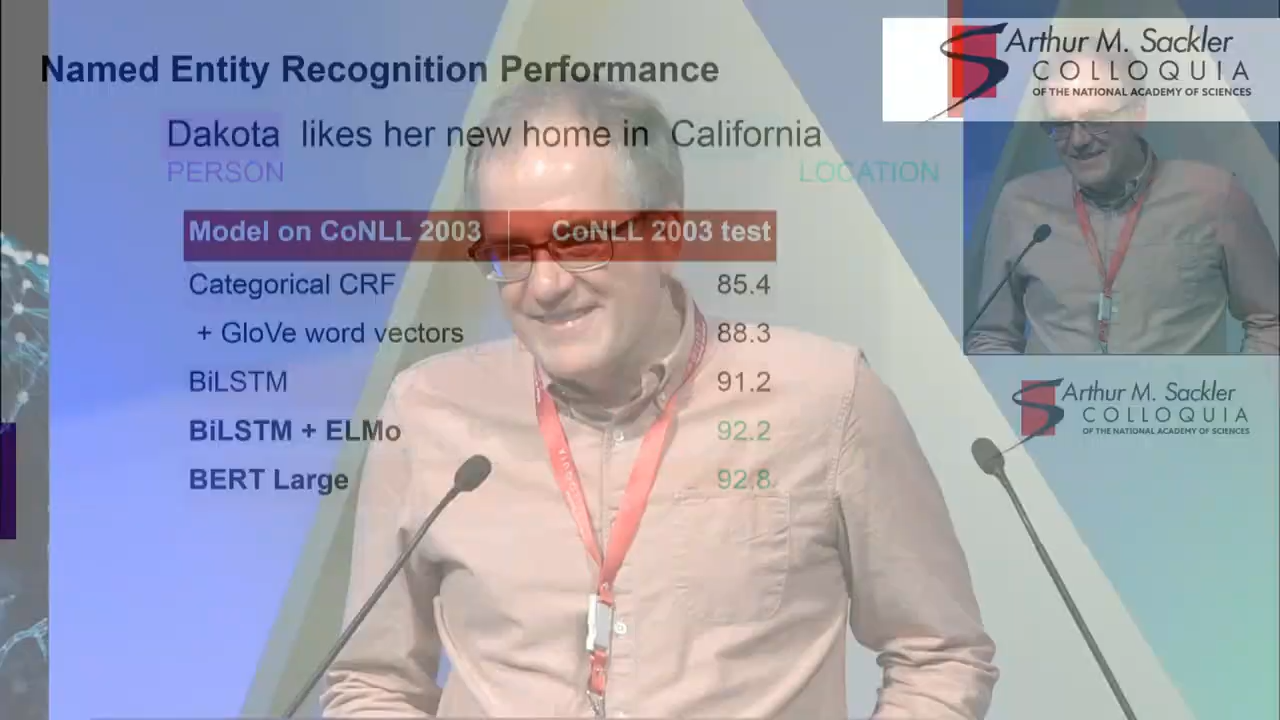 Named Entity Recognition Performance
Dakota likes her new home in California
PERSON LOCATION
Model on CoNLL 2003 CoNLL 2003 test
Categorical CRF 85.4
+ GloVe word vectors 88.3
BiLSTM 91.2
BiLSTM + ELMo 92.2
BERT Large 92.8
Arthur M. Sackler
COLLOQUIA
OF THE NATIONAL ACADEMY OF SCIENCES
Arthur M. Sackler
COLLOQUIA
OF THE NATIONAL ACADEMY OF SCIENCES